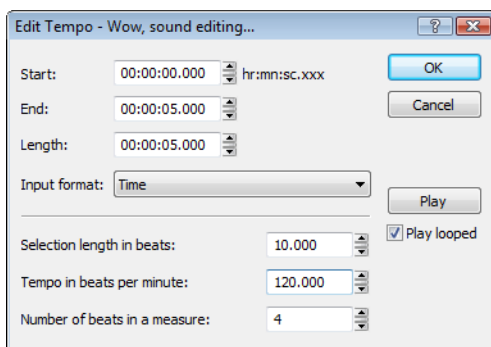 Edit Tempo - Wow, sound editing...
Start: 00:00:00.000 hr:mn:sc.xxx
OK
End: 00:00:05.000
Cancel
Length: 00:00:05.000
Input format: Time
Play
Play looped
Selection length in beats: 10.000
Tempo in beats per minute: 120.000
Number of beats in a measure: 4